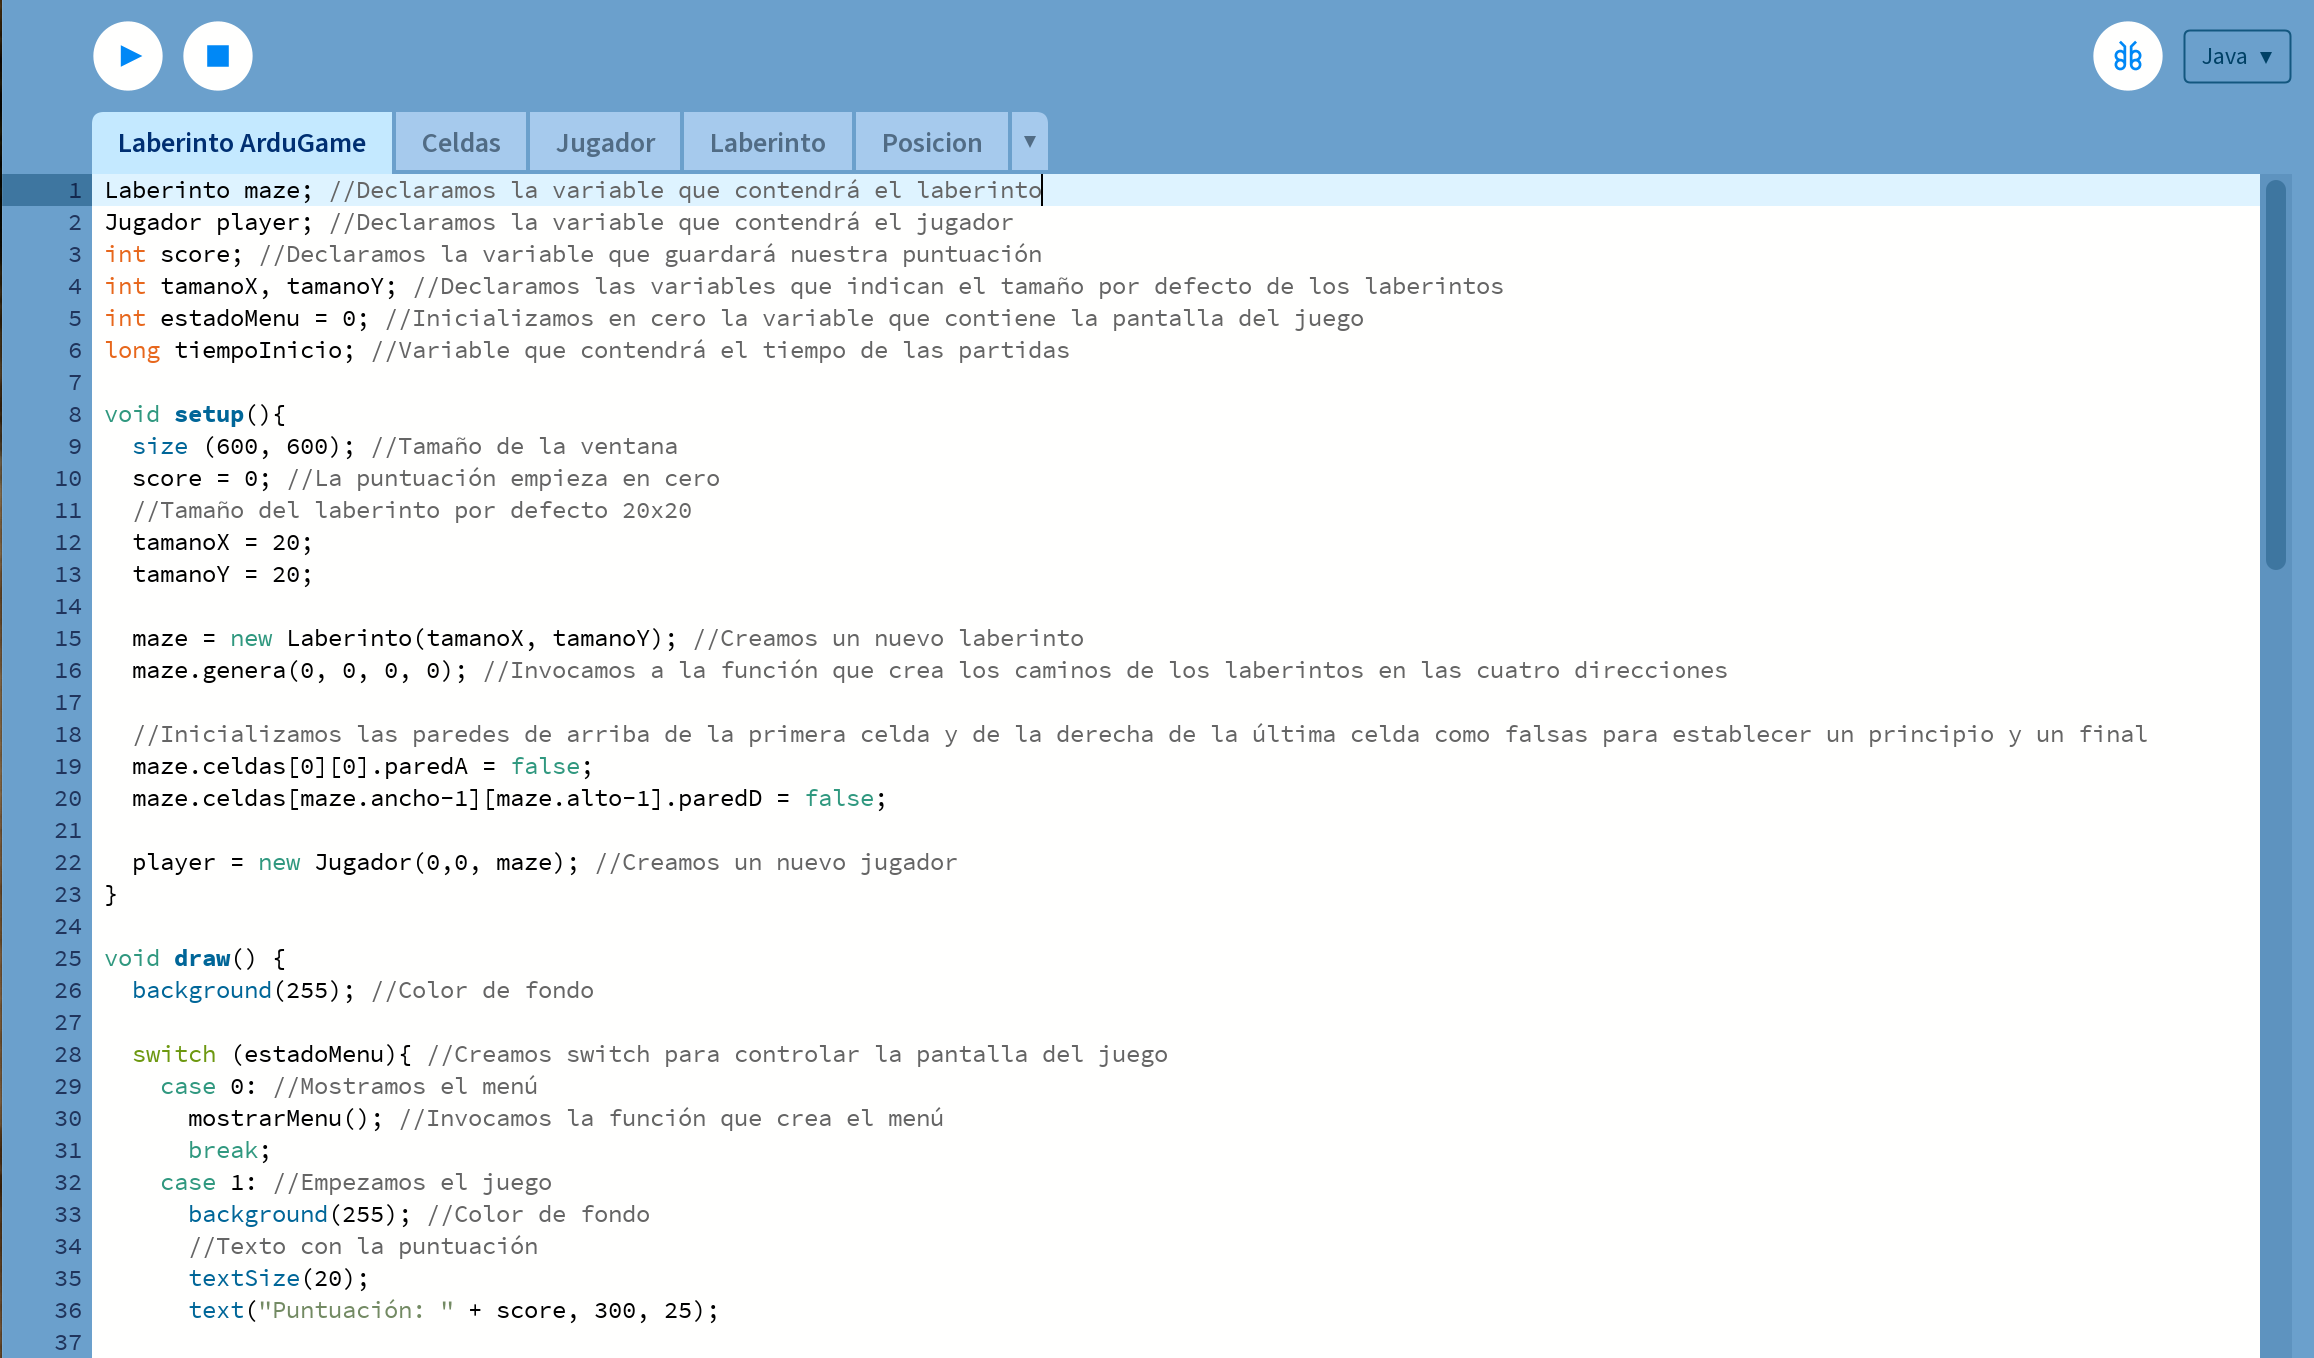 Java ▼
Laberinto ArduGame Celdas Jugador Laberinto Posicion ▼
1 Laberinto maze; //Declaramos la variable que contendrá el laberinto
2 Jugador player; //Declaramos la variable que contendrá el jugador
3 int score; //Declaramos la variable que guardará nuestra puntuación
4 int tamanoX, tamanoY; //Declaramos las variables que indican el tamaño por defecto de los laberintos
5 int estadoMenu = 0; //Inicializamos en cero la variable que contiene la pantalla del juego
6 long tiempoInicio; //Variable que contendrá el tiempo de las partidas
7
8 void setup(){
9   size (600, 600); //Tamaño de la ventana
10   score = 0; //La puntuación empieza en cero
11   //Tamaño del laberinto por defecto 20x20
12   tamanoX = 20;
13   tamanoY = 20;
14
15   maze = new Laberinto(tamanoX, tamanoY); //Creamos un nuevo laberinto
16   maze.genera(0, 0, 0, 0); //Invocamos a la función que crea los caminos de los laberintos en las cuatro direcciones
17
18   //Inicializamos las paredes de arriba de la primera celda y de la derecha de la última celda como falsas para establecer un principio y un final
19   maze.celdas[0][0].paredA = false;
20   maze.celdas[maze.ancho-1][maze.alto-1].paredD = false;
21
22   player = new Jugador(0,0, maze); //Creamos un nuevo jugador
23 }
24
25 void draw() {
26   background(255); //Color de fondo
27
28   switch (estadoMenu){ //Creamos switch para controlar la pantalla del juego
29     case 0: //Mostramos el menú
30       mostrarMenu(); //Invocamos la función que crea el menú
31       break;
32     case 1: //Empezamos el juego
33       background(255); //Color de fondo
34       //Texto con la puntuación
35       textSize(20);
36       text("Puntuación: " + score, 300, 25);
37